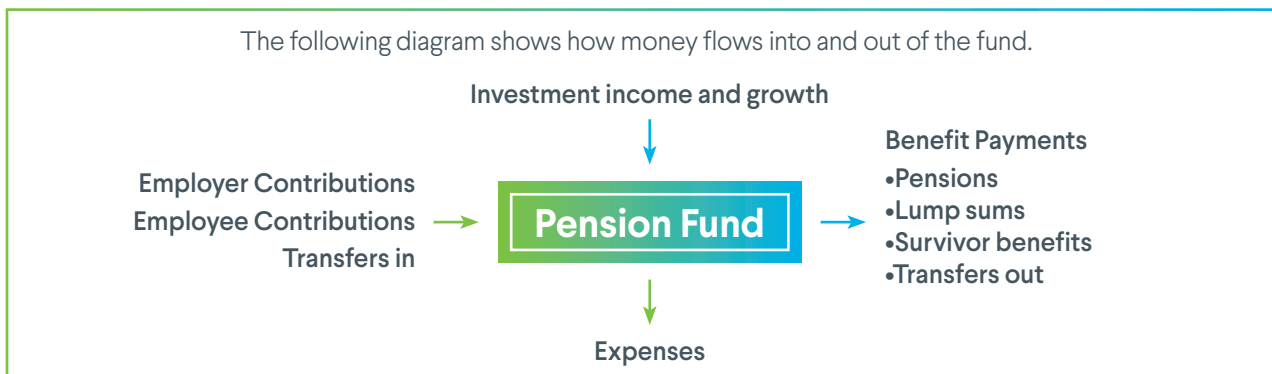 The following diagram shows how money flows into and out of the fund.
Investment income and growth
Employer Contributions
Employee Contributions
Transfers in
Pension Fund
Benefit Payments
•Pensions
•Lump sums
•Survivor benefits
•Transfers out
Expenses